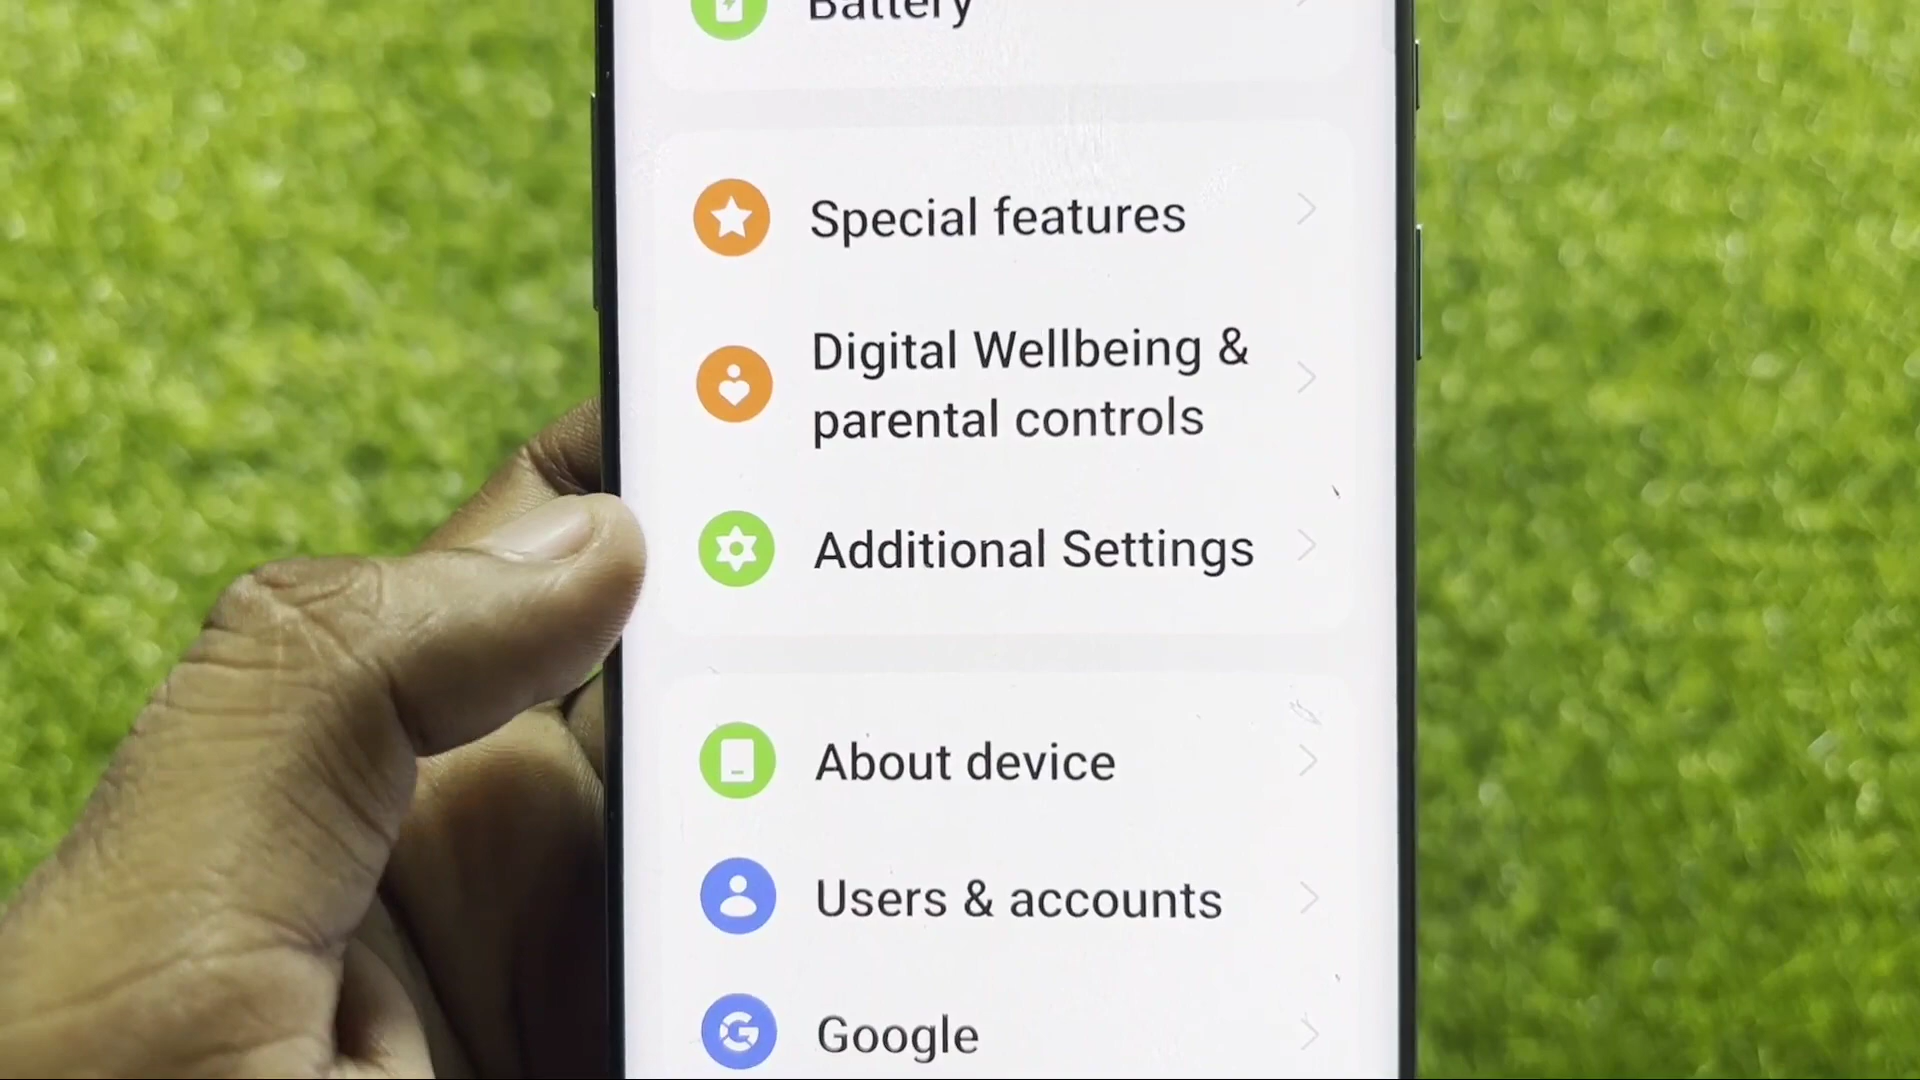 Battery
Special features
Digital Wellbeing &
parental controls
Additional Settings
About device
Users & accounts
Google